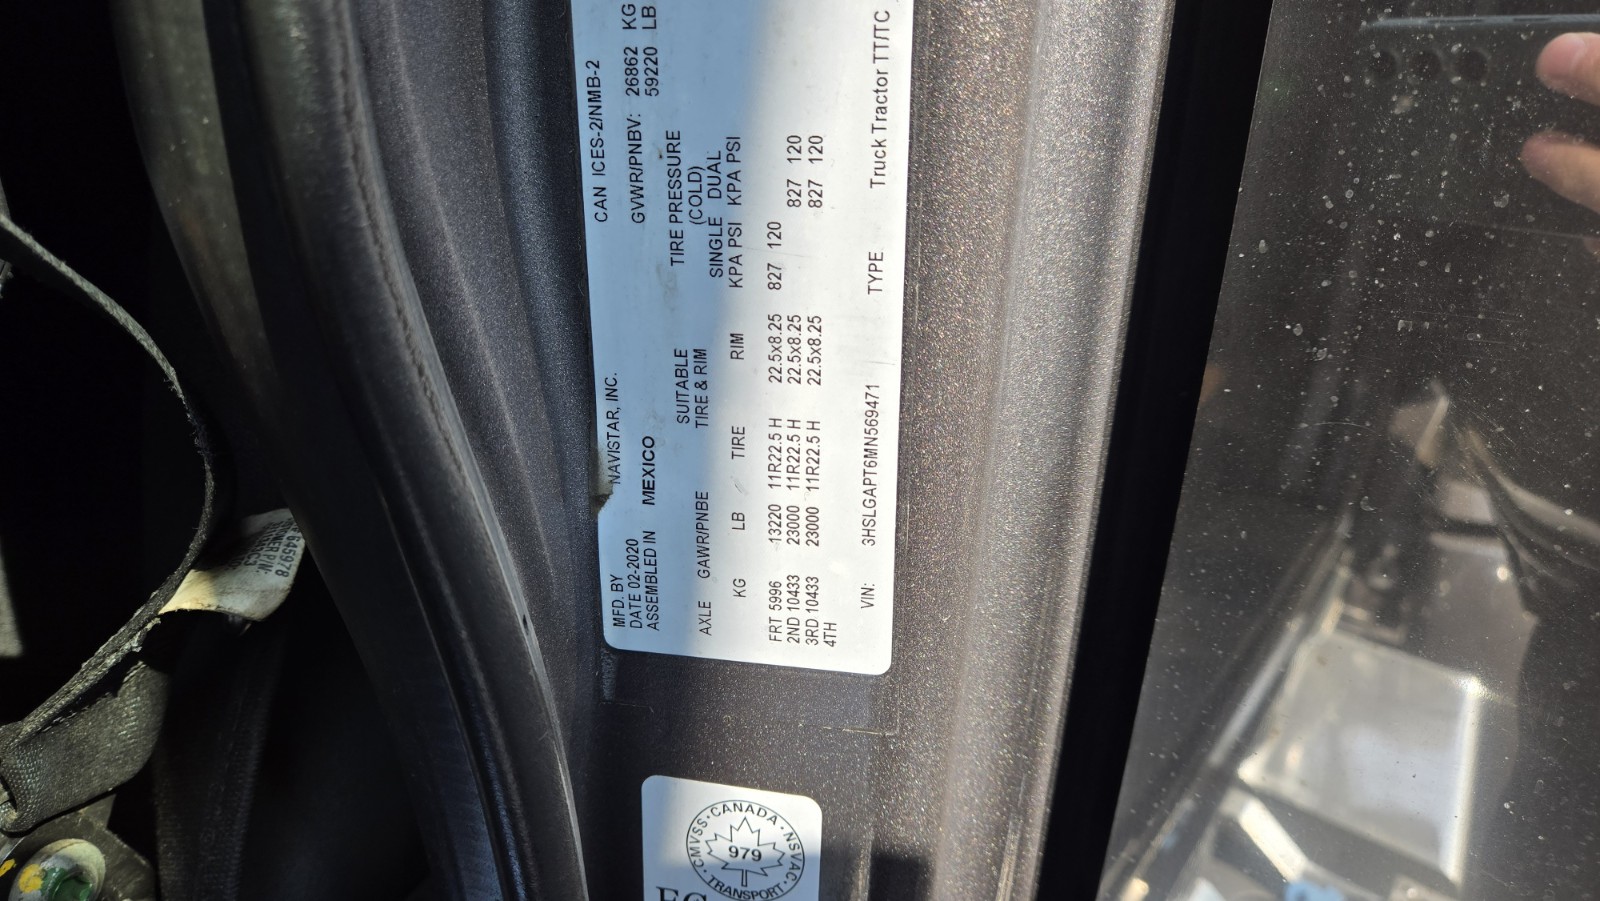 CAN ICES-2/NMB-2
MFD. BY NAVISTAR, INC.
DATE 02-2020 GVWR/PNBV: 26862 KG
ASSEMBLED IN MEXICO 59220 LB
SUITABLE TIRE PRESSURE
AXLE GAWR/PNBE TIRE & RIM (COLD)
SINGLE DUAL
KG LB TIRE RIM KPA PSI KPA PSI
FRT 5996 13220 11R22.5 H 22.5x8.25 827 120
2ND 10433 23000 11R22.5 H 22.5x8.25 827 120
3RD 10433 23000 11R22.5 H 22.5x8.25 827 120
4TH
VIN: 3HSLGAPT6MN569471 TYPE Truck Tractor TT/TC
CANADA
CMVSS · NSVAC
979
TRANSPORT
645978